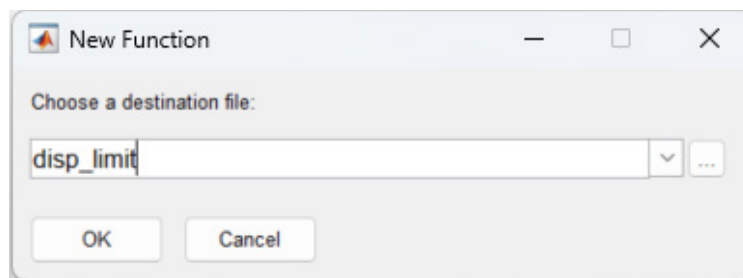 New Function
Choose a destination file:
disp_limit
...
OK Cancel